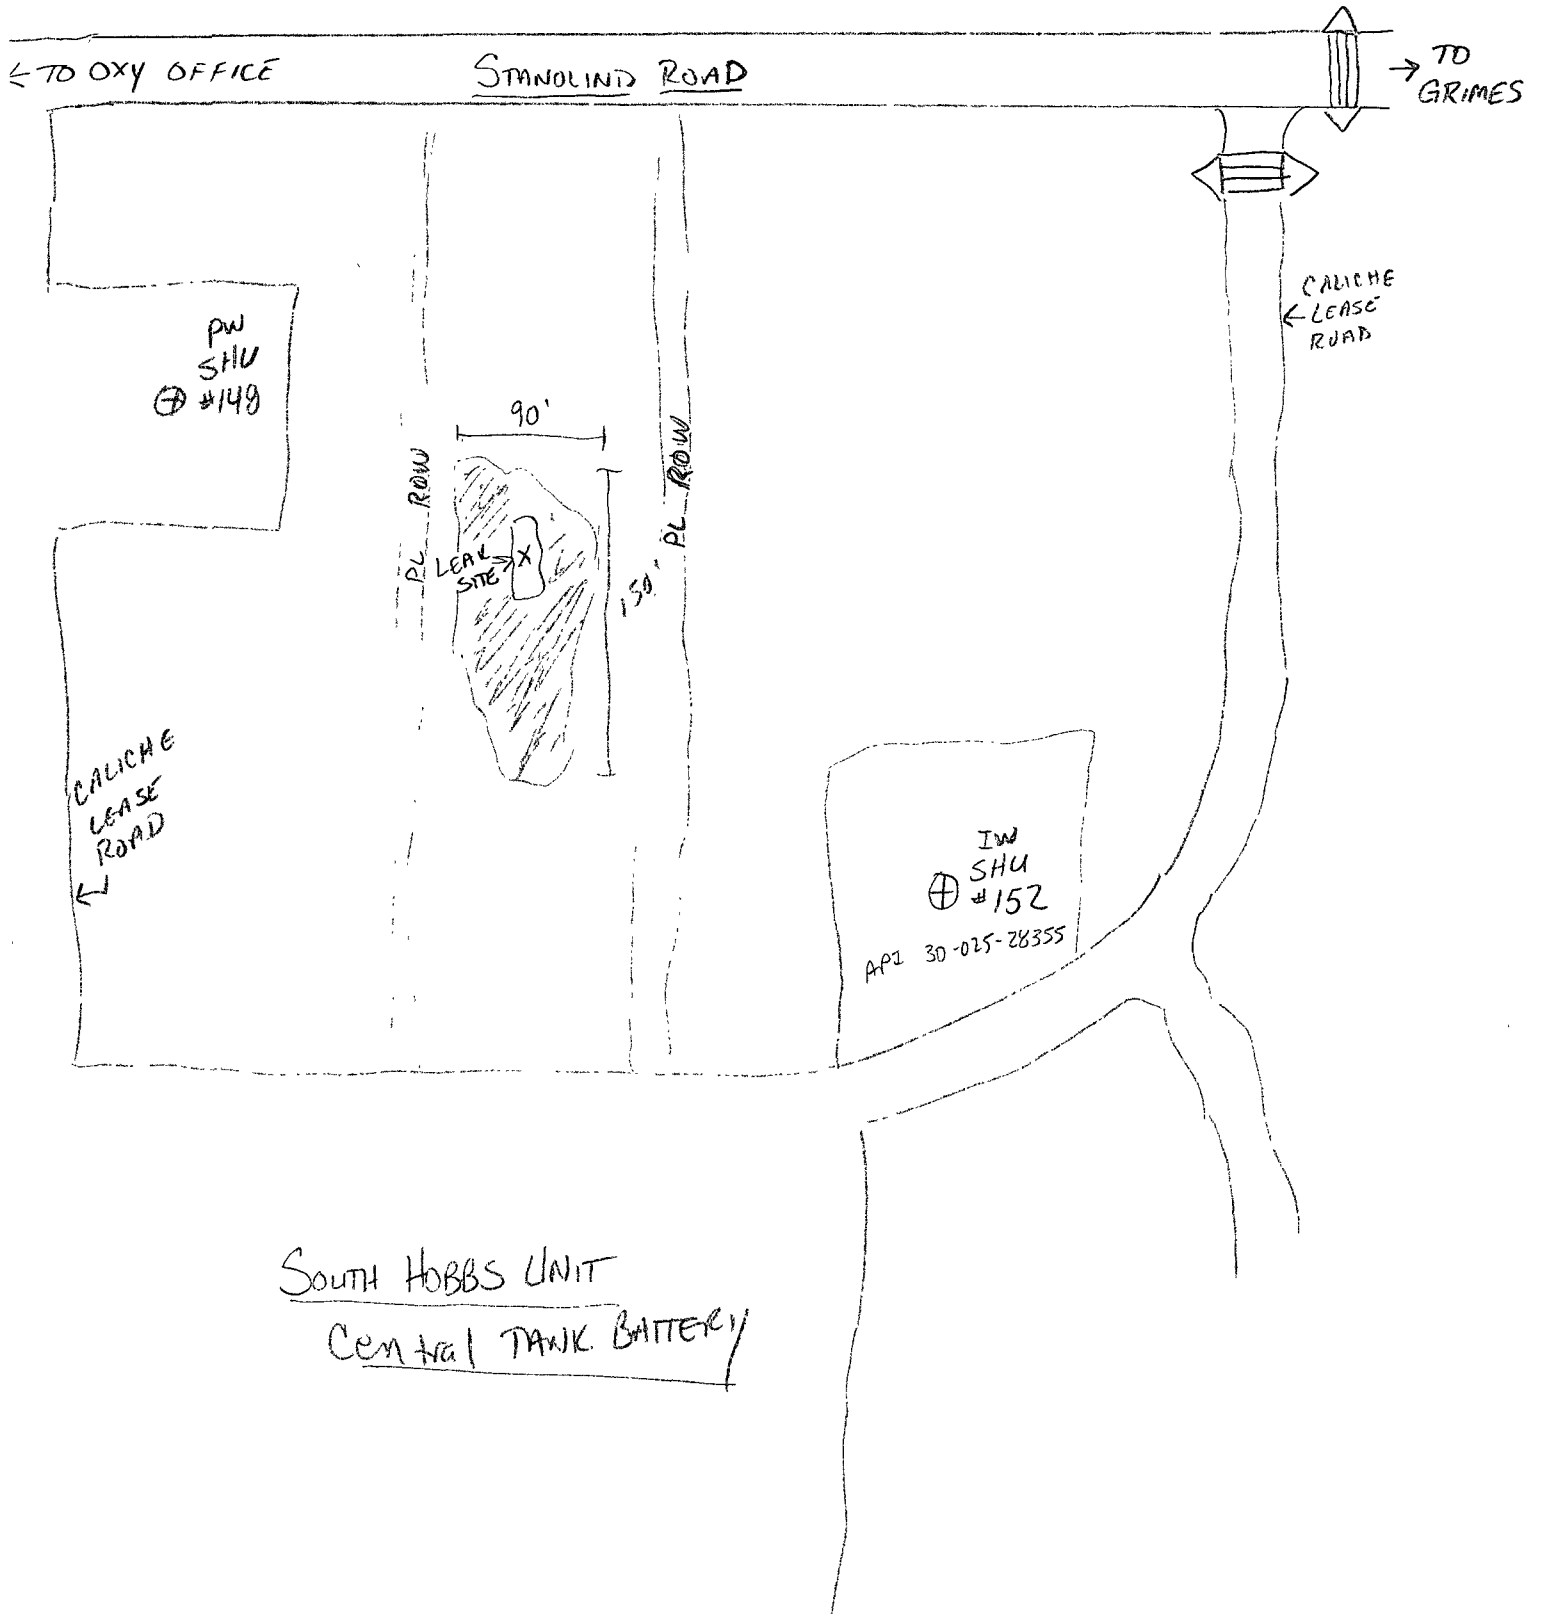 ← TO OXY OFFICE
STANOLIND ROAD
→ TO
GRIMES
CALICHE
← LEASE
ROAD
PW
SHU
⊕ #149
90'
PL ROW
PL ROW
LEAK
SITE → X
150'
CALICHE
LEASE
ROAD
IW
SHU
⊕ #152
API 30-025-28355
SOUTH HOBBS UNIT
Central TANK BATTERY